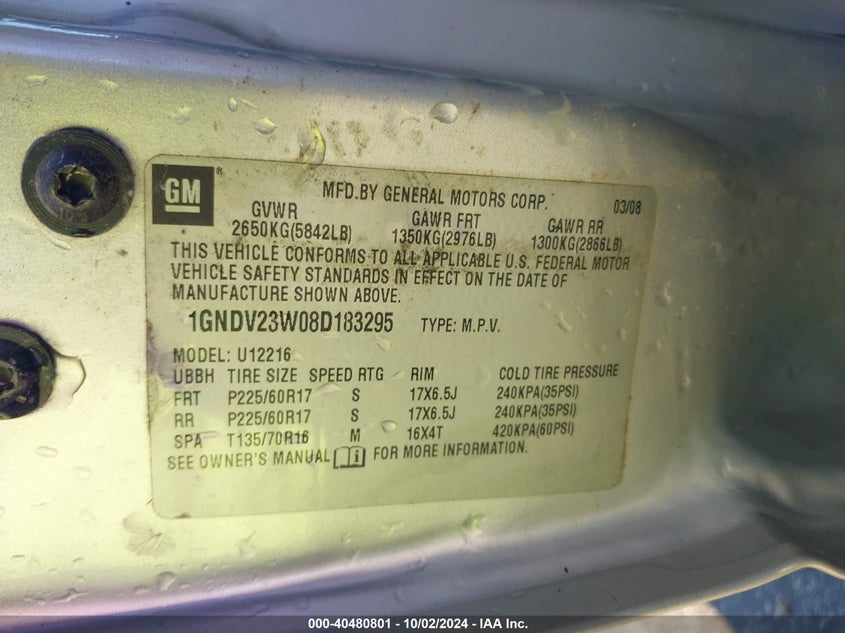 GM®
MFD.BY GENERAL MOTORS CORP. 03/08
GVWR GAWR FRT GAWR RR
2650KG(5842LB) 1350KG(2976LB) 1300KG(2866LB)
THIS VEHICLE CONFORMS TO ALL APPLICABLE U.S. FEDERAL MOTOR
VEHICLE SAFETY STANDARDS IN EFFECT ON THE DATE OF
MANUFACTURE SHOWN ABOVE.
1GNDV23W08D183295 TYPE: M.P.V.
MODEL: U12216
UBBH TIRE SIZE SPEED RTG RIM COLD TIRE PRESSURE
FRT P225/60R17 S 17X6.5J 240KPA(35PSI)
RR P225/60R17 S 17X6.5J 240KPA(35PSI)
SPA T135/70R16 M 16X4T 420KPA(60PSI)
SEE OWNER'S MANUAL i FOR MORE INFORMATION.
000-40480801 - 10/02/2024 - IAA Inc.